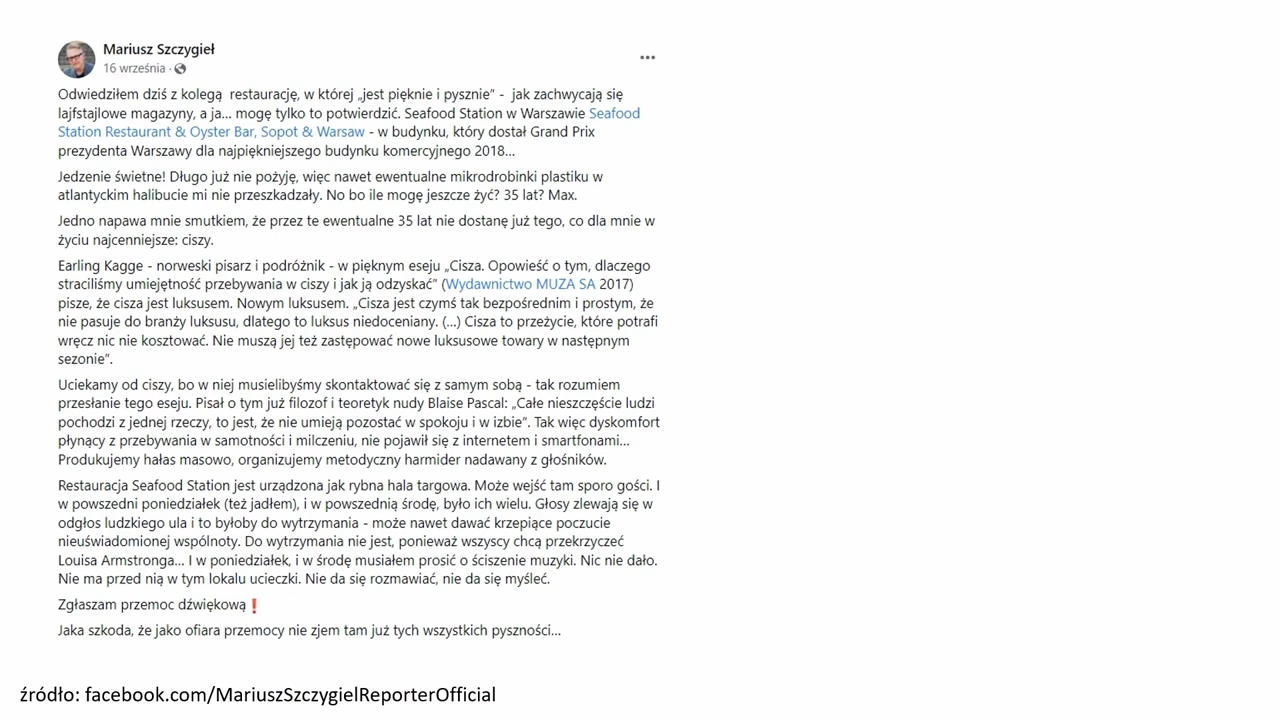 Mariusz Szczygieł
16 września ·
Odwiedziłem dziś z kolegą restaurację, w której „jest pięknie i pysznie” - jak zachwycają się
lajfstajlowe magazyny, a ja... mogę tylko to potwierdzić. Seafood Station w Warszawie Seafood
Station Restaurant & Oyster Bar, Sopot & Warsaw - w budynku, który dostał Grand Prix
prezydenta Warszawy dla najpiękniejszego budynku komercyjnego 2018...
Jedzenie świetne! Długo już nie pożyję, więc nawet ewentualne mikrodrobinki plastiku w
atlantyckim halibucie mi nie przeszkadzały. No bo ile mogę jeszcze żyć? 35 lat? Max.
Jedno napawa mnie smutkiem, że przez te ewentualne 35 lat nie dostanę już tego, co dla mnie w
życiu najcenniejsze: ciszy.
Earling Kagge - norweski pisarz i podróżnik - w pięknym eseju „Cisza. Opowieść o tym, dlaczego
straciliśmy umiejętność przebywania w ciszy i jak ją odzyskać” (Wydawnictwo MUZA SA 2017)
pisze, że cisza jest luksusem. Nowym luksusem. „Cisza jest czymś tak bezpośrednim i prostym, że
nie pasuje do branży luksusu, dlatego to luksus niedoceniany. (...) Cisza to przeżycie, które potrafi
wręcz nic nie kosztować. Nie muszą jej też zastępować nowe luksusowe towary w następnym
sezonie”.
Uciekamy od ciszy, bo w niej musielibyśmy skontaktować się z samym sobą - tak rozumiem
przesłanie tego eseju. Pisał o tym już filozof i teoretyk nudy Blaise Pascal: „Całe nieszczęście ludzi
pochodzi z jednej rzeczy, to jest, że nie umieją pozostać w spokoju i w izbie”. Tak więc dyskomfort
płynący z przebywania w samotności i milczeniu, nie pojawił się z internetem i smartfonami...
Produkujemy hałas masowo, organizujemy metodyczny harmider nadawany z głośników.
Restauracja Seafood Station jest urządzona jak rybna hala targowa. Może wejść tam sporo gości. I
w powszedni poniedziałek (też jadłem), i w powszednią środę, było ich wielu. Głosy zlewają się w
odgłos ludzkiego ula i to byłoby do wytrzymania - może nawet dawać krzepiące poczucie
nieuświadomionej wspólnoty. Do wytrzymania nie jest, ponieważ wszyscy chcą przekrzyczeć
Louisa Armstronga... I w poniedziałek, i w środę musiałem prosić o ściszenie muzyki. Nic nie dało.
Nie ma przed nią w tym lokalu ucieczki. Nie da się rozmawiać, nie da się myśleć.
Zgłaszam przemoc dźwiękową❗
Jaka szkoda, że jako ofiara przemocy nie zjem tam już tych wszystkich pyszności...
źródło: facebook.com/MariuszSzczygielReporterOfficial